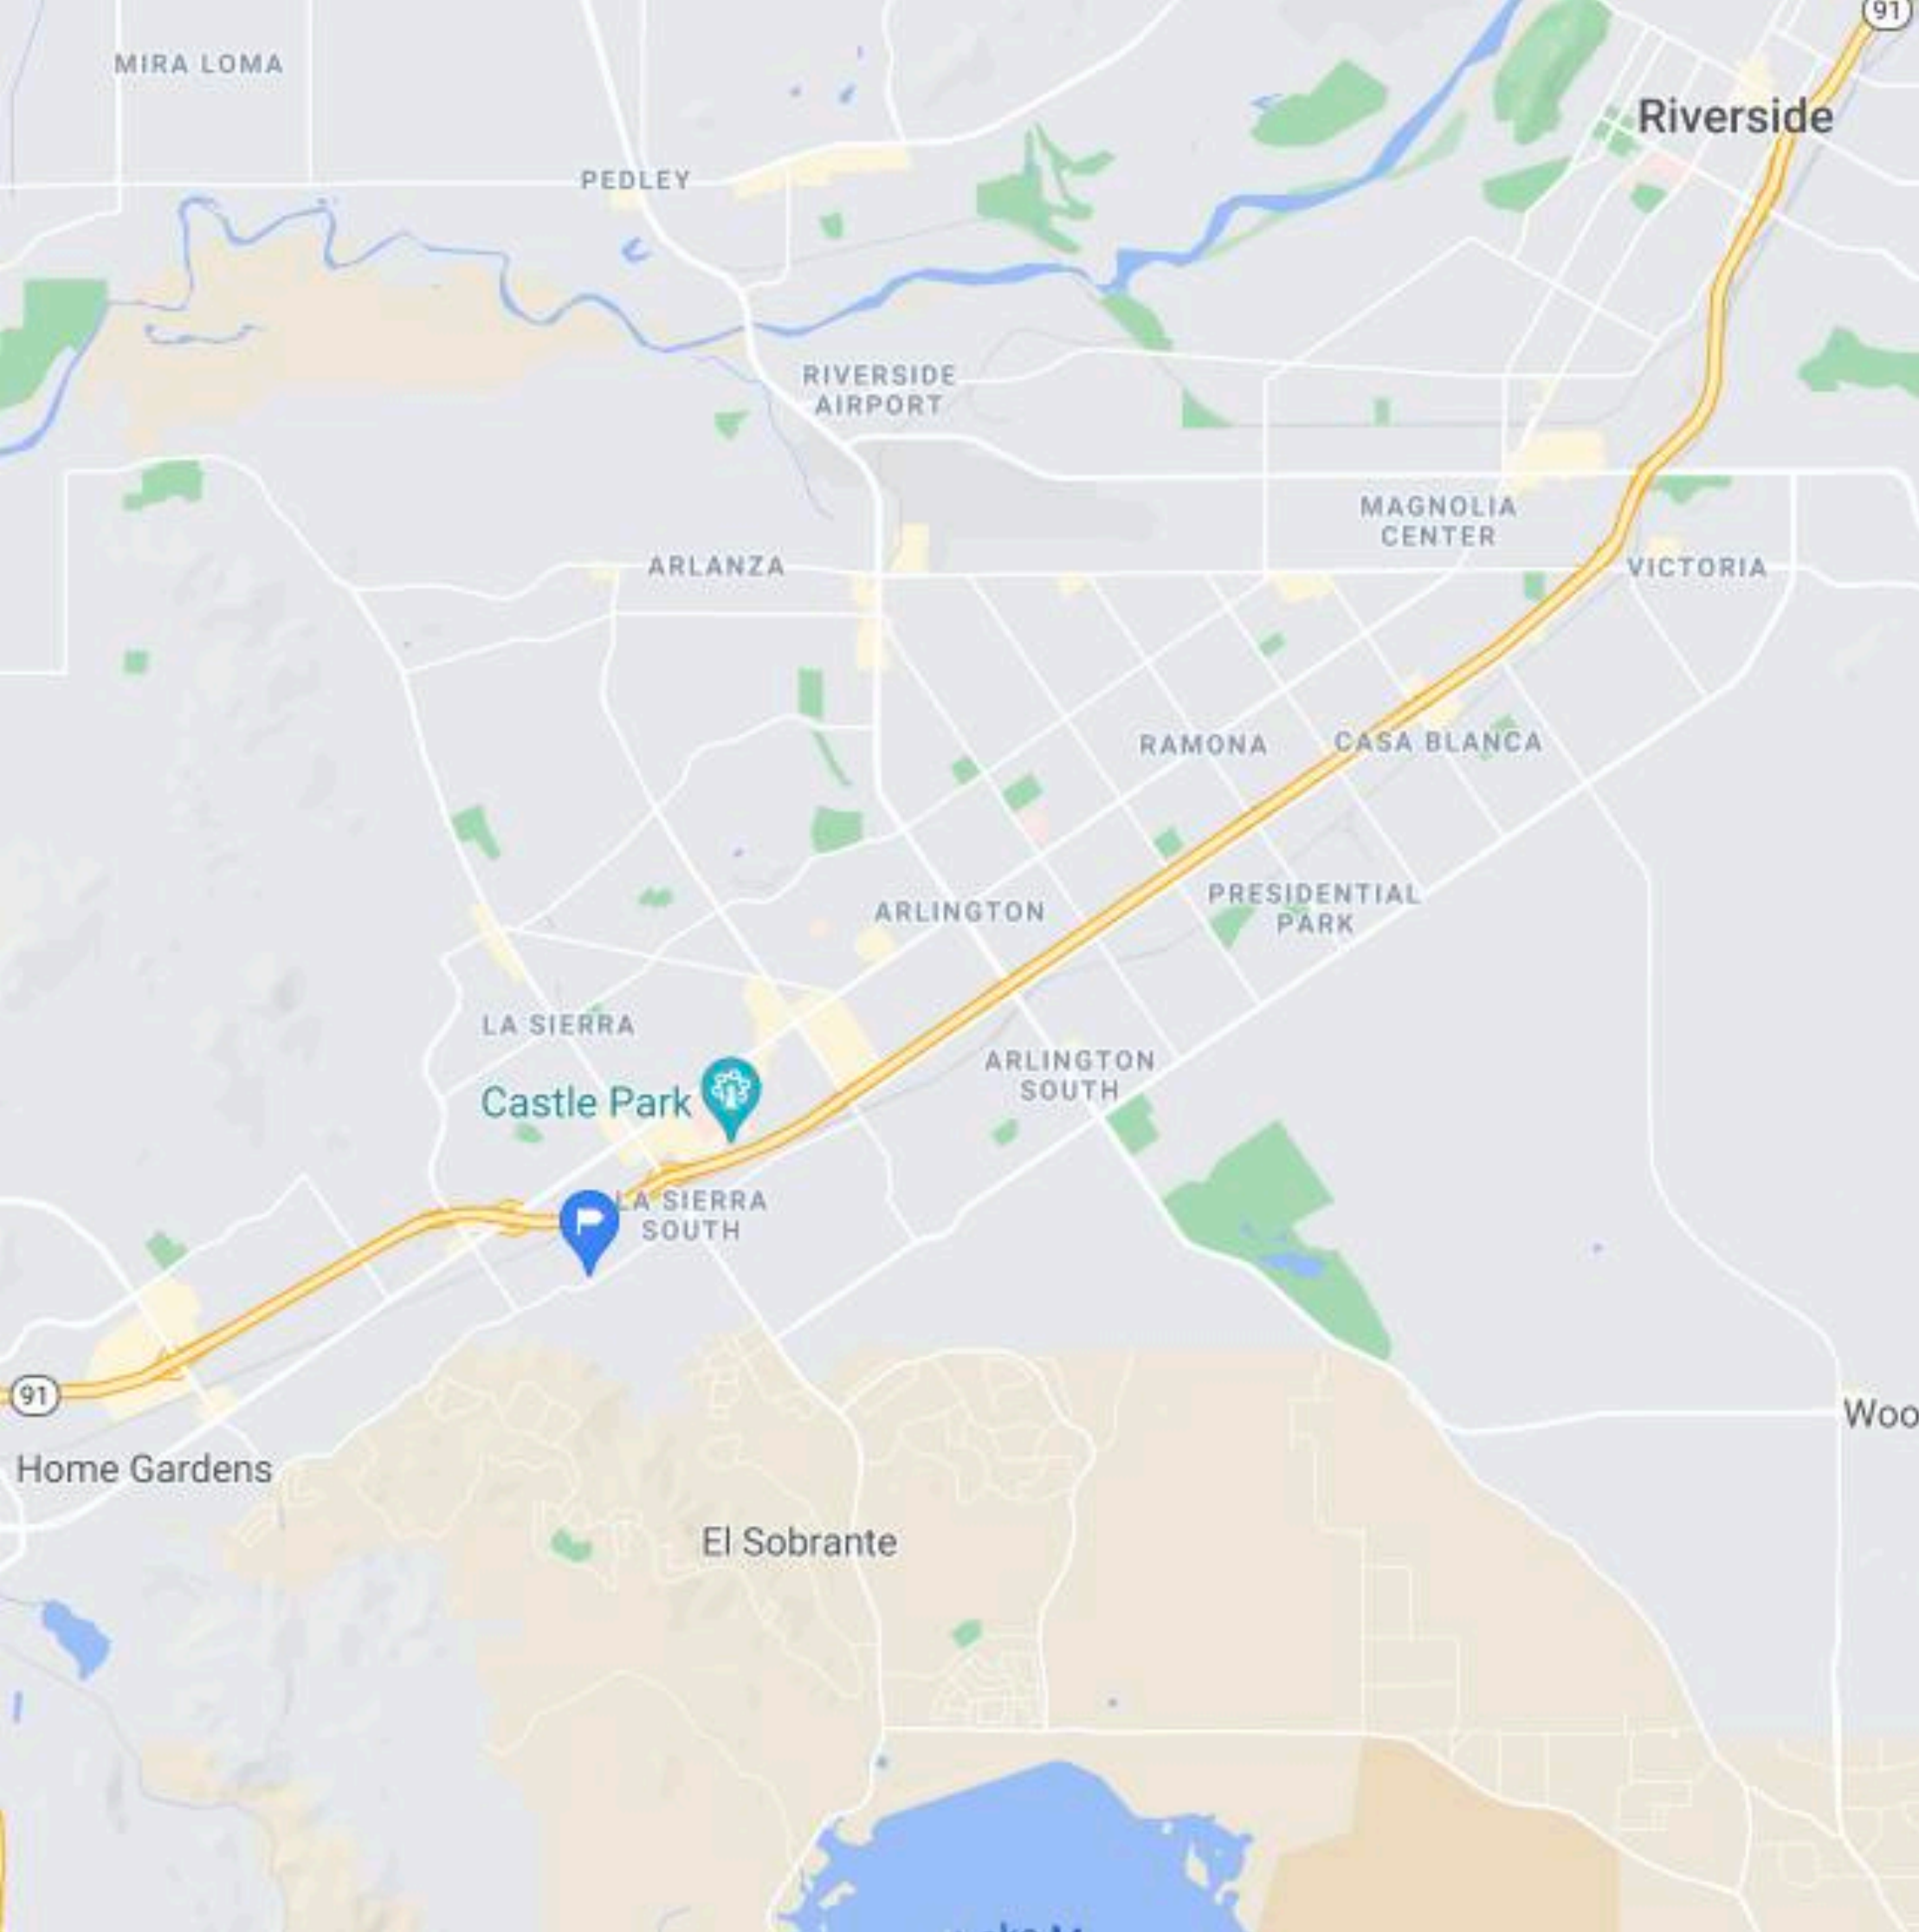 91
MIRA LOMA
Riverside
PEDLEY
RIVERSIDE
AIRPORT
MAGNOLIA
CENTER
ARLANZA
VICTORIA
RAMONA
CASA BLANCA
ARLINGTON
PRESIDENTIAL
PARK
LA SIERRA
ARLINGTON
SOUTH
Castle Park
LA SIERRA
SOUTH
91
Woo
Home Gardens
El Sobrante